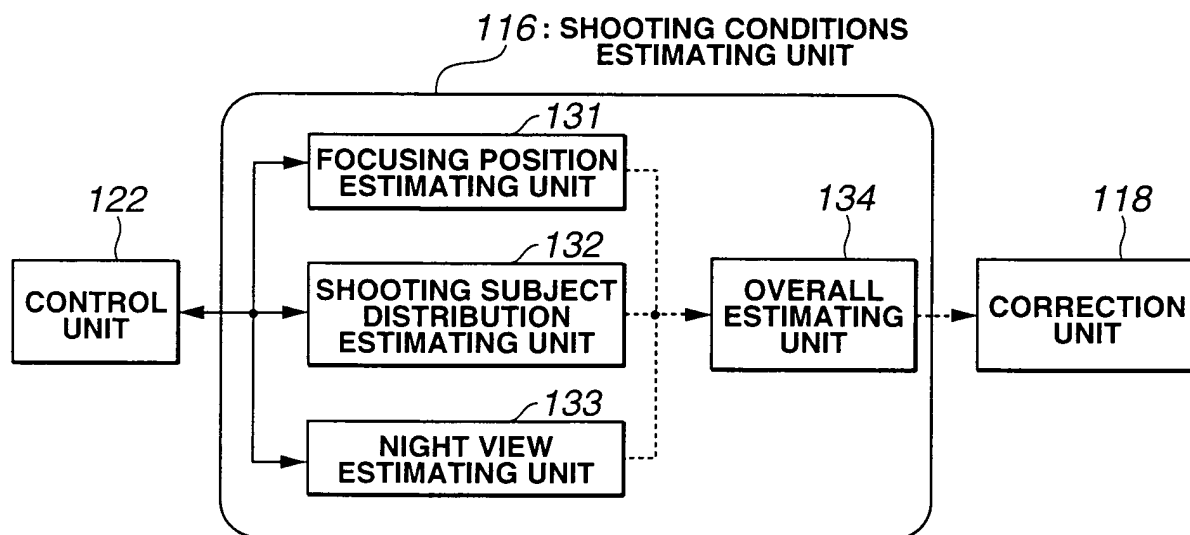 116: SHOOTING CONDITIONS
ESTIMATING UNIT
131
FOCUSING POSITION
ESTIMATING UNIT
122
CONTROL
UNIT
132
SHOOTING SUBJECT
DISTRIBUTION
ESTIMATING UNIT
133
NIGHT VIEW
ESTIMATING UNIT
134
OVERALL
ESTIMATING
UNIT
118
CORRECTION
UNIT